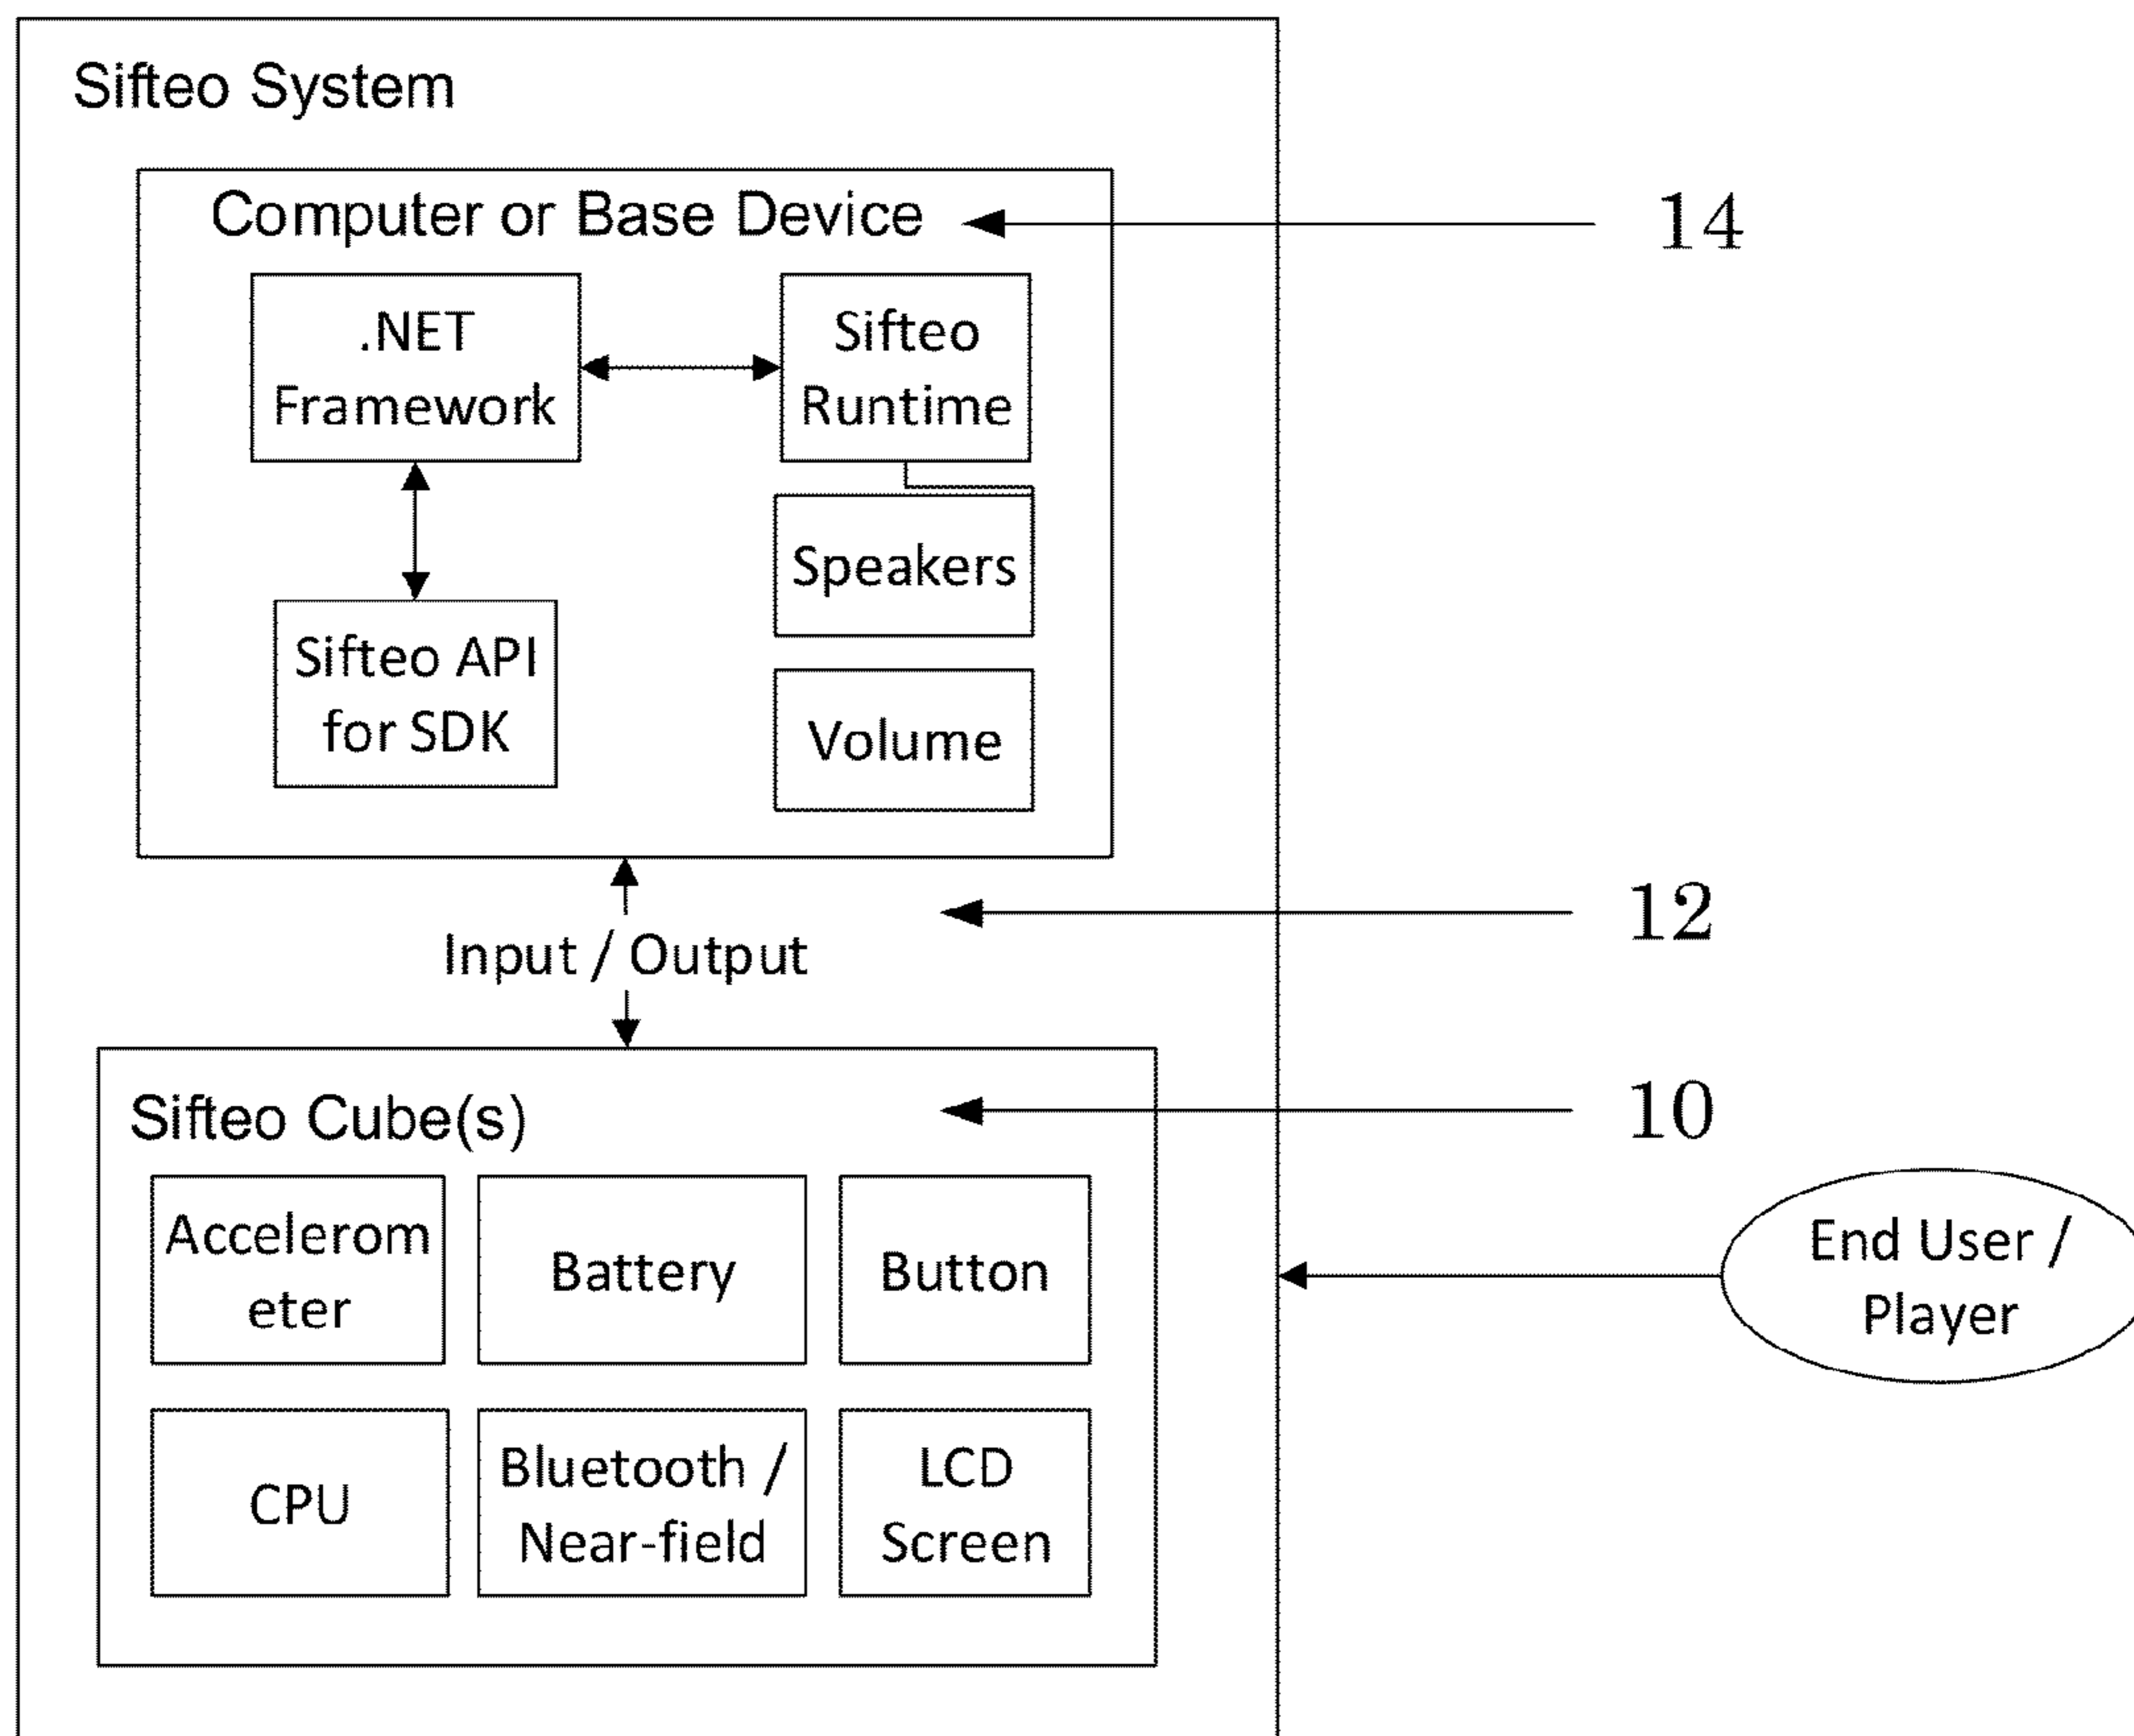 Sifteo System
Computer or Base Device
14
.NET
Framework
Sifteo
Runtime
Speakers
Sifteo API
for SDK
Volume
12
Input / Output
10
Sifteo Cube(s)
Accelerom
eter
Battery
Button
End User /
Player
CPU
Bluetooth /
Near-field
LCD
Screen